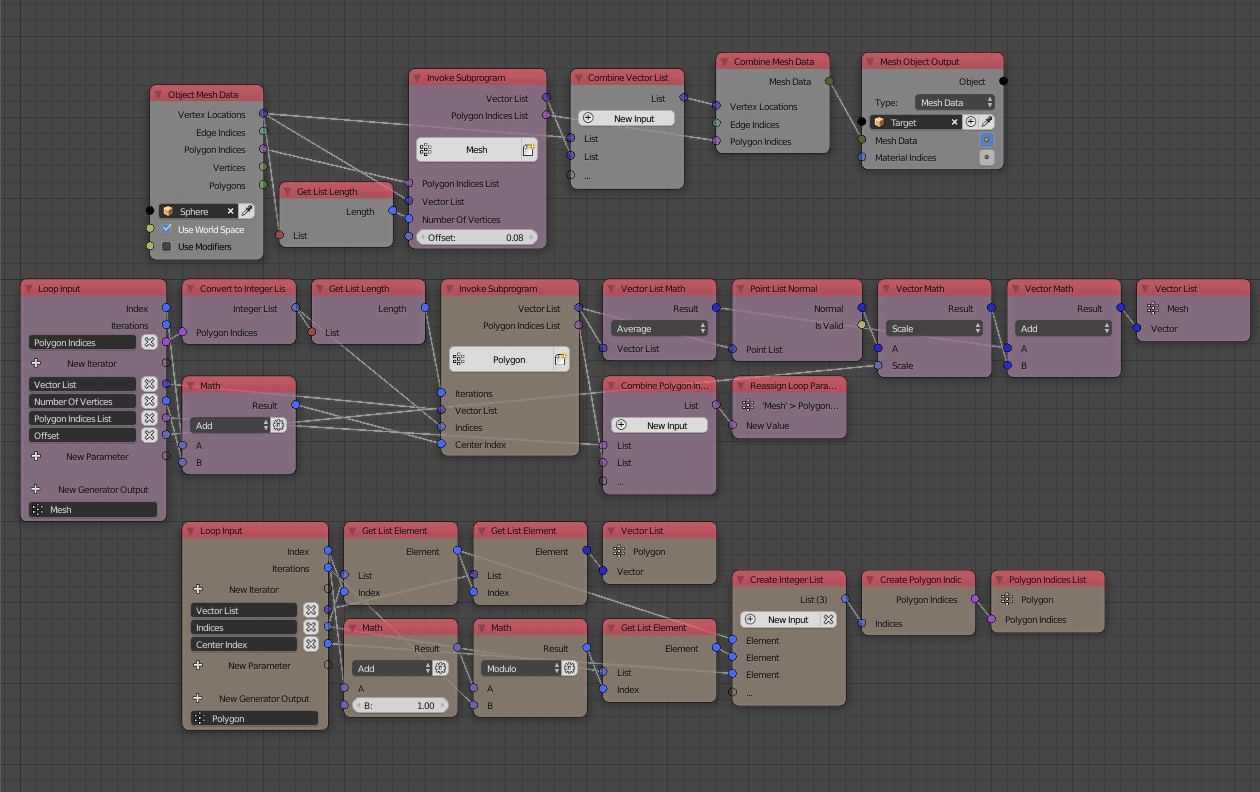 Object Mesh Data
Vertex Locations
Edge Indices
Polygon Indices
Vertices
Polygons
Sphere
Use World Space
Use Modifiers
Get List Length
Length
List
Invoke Subprogram
Vector List
Polygon Indices List
Mesh
Polygon Indices List
Vector List
Number Of Vertices
Offset: 0.08
Combine Vector List
List
New Input
List
List
...
Combine Mesh Data
Mesh Data
Vertex Locations
Edge Indices
Polygon Indices
Mesh Object Output
Object
Type: Mesh Data
Target
Mesh Data
Material Indices
Loop Input
Index
Iterations
Polygon Indices
New Iterator
Vector List
Number Of Vertices
Polygon Indices List
Offset
New Parameter
New Generator Output
Mesh
Convert to Integer Lis
Integer List
Polygon Indices
Math
Result
Add
A
B
Get List Length
Length
List
Invoke Subprogram
Vector List
Polygon Indices List
Polygon
Iterations
Vector List
Indices
Center Index
Vector List Math
Result
Average
Vector List
Combine Polygon In...
List
New Input
List
List
...
Point List Normal
Normal
Is Valid
Point List
Reassign Loop Para...
'Mesh' > Polygon...
New Value
Vector Math
Result
Scale
A
Scale
Vector Math
Result
Add
A
B
Vector List
Mesh
Vector
Loop Input
Index
Iterations
New Iterator
Vector List
Indices
Center Index
New Parameter
New Generator Output
Polygon
Get List Element
Element
List
Index
Math
Result
Add
A
B: 1.00
Get List Element
Element
List
Index
Math
Result
Modulo
A
B
Vector List
Polygon
Vector
Get List Element
Element
List
Index
Create Integer List
List (3)
New Input
Element
Element
Element
...
Create Polygon Indic
Polygon Indices
Indices
Polygon Indices List
Polygon
Polygon Indices